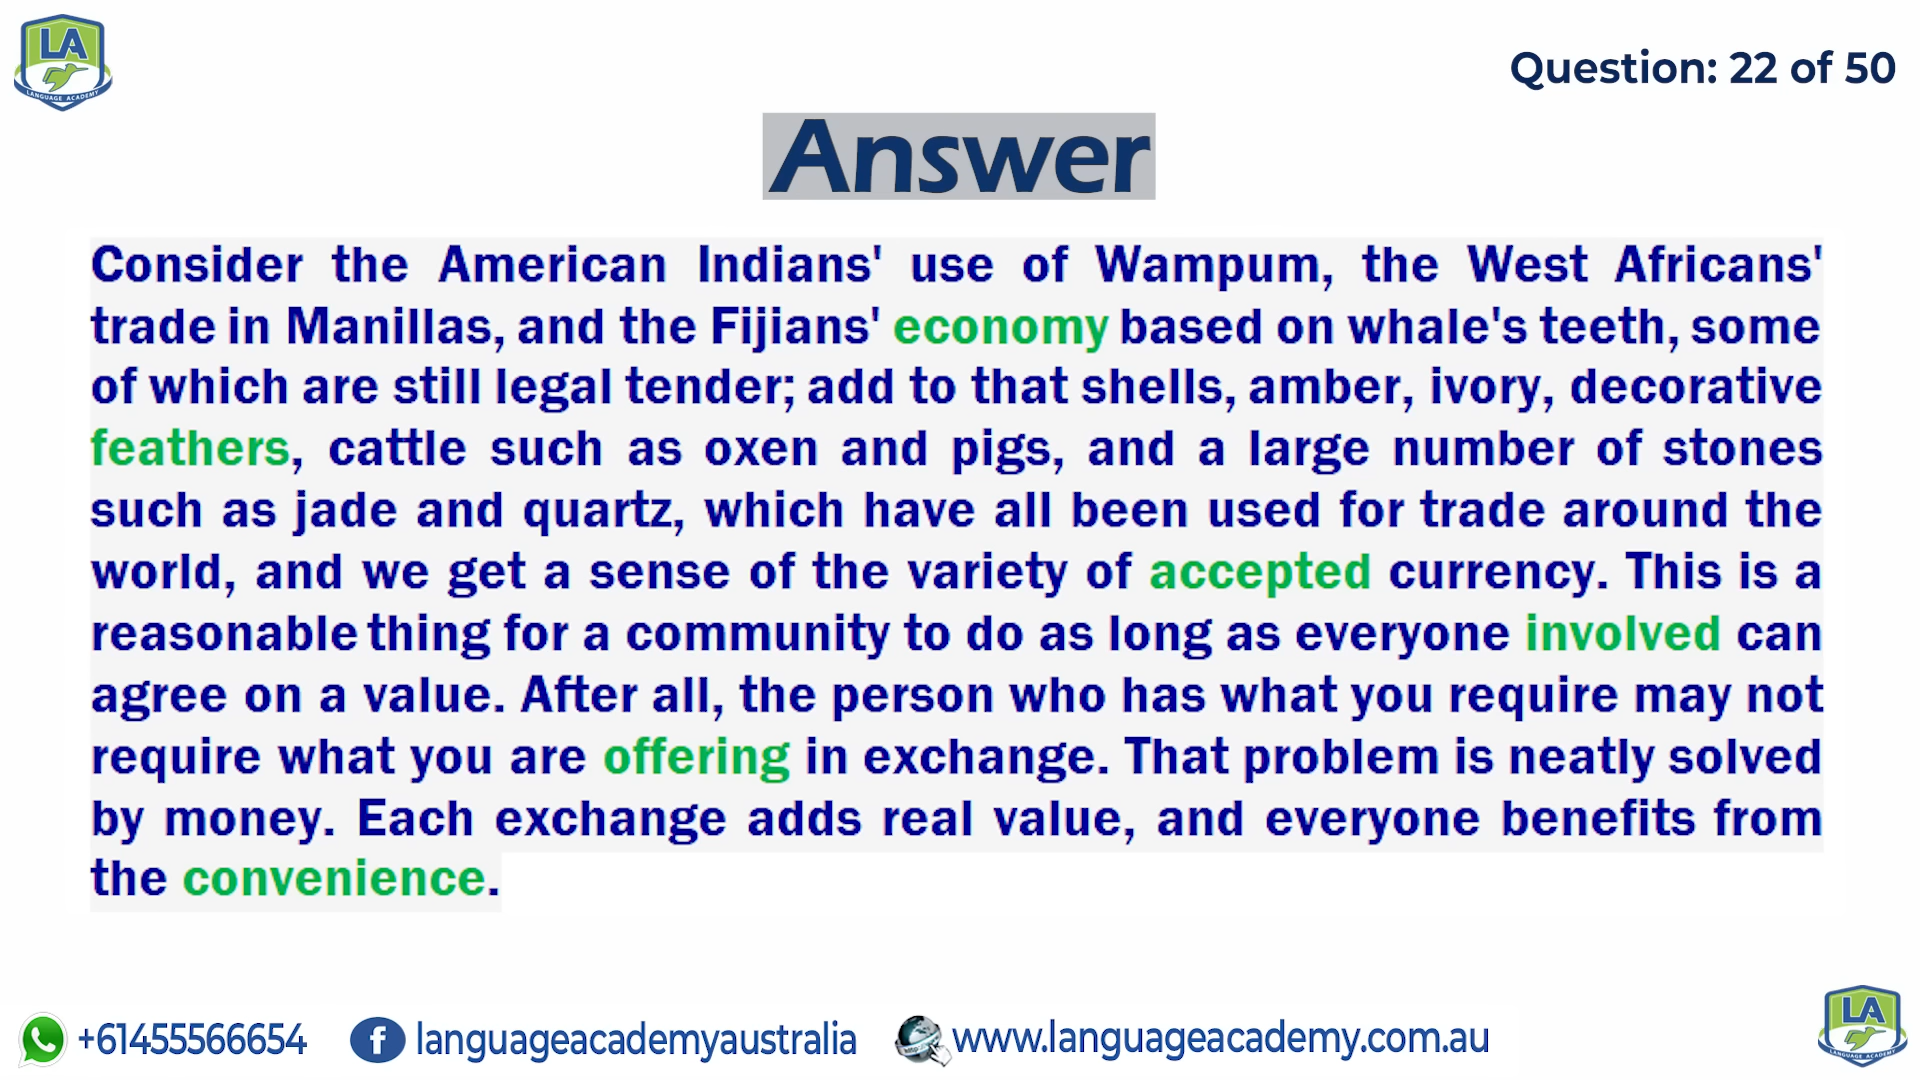 LA
LANGUAGE ACADEMY
Question: 22 of 50
Answer
Consider the American Indians' use of Wampum, the West Africans'
trade in Manillas, and the Fijians' economy based on whale's teeth, some
of which are still legal tender; add to that shells, amber, ivory, decorative
feathers, cattle such as oxen and pigs, and a large number of stones
such as jade and quartz, which have all been used for trade around the
world, and we get a sense of the variety of accepted currency. This is a
reasonable thing for a community to do as long as everyone involved can
agree on a value. After all, the person who has what you require may not
require what you are offering in exchange. That problem is neatly solved
by money. Each exchange adds real value, and everyone benefits from
the convenience.
+61455566654
f
languageacademyaustralia
www.languageacademy.com.au
LA
LANGUAGE ACADEMY